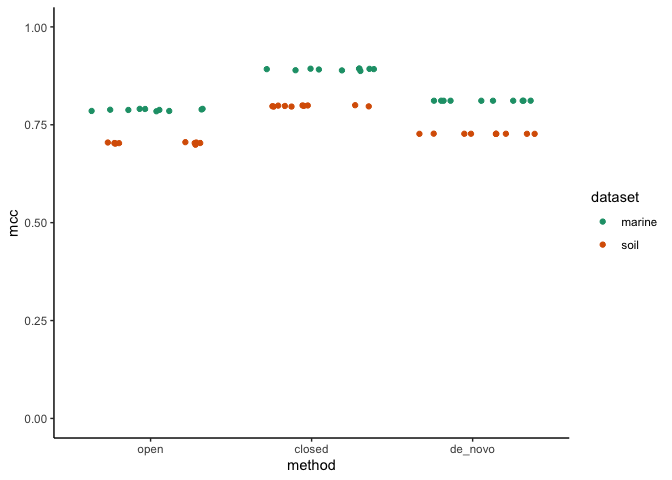 1.00
0.75
0.50
0.25
0.00
mcc
open closed de_novo
method
dataset
marine
soil